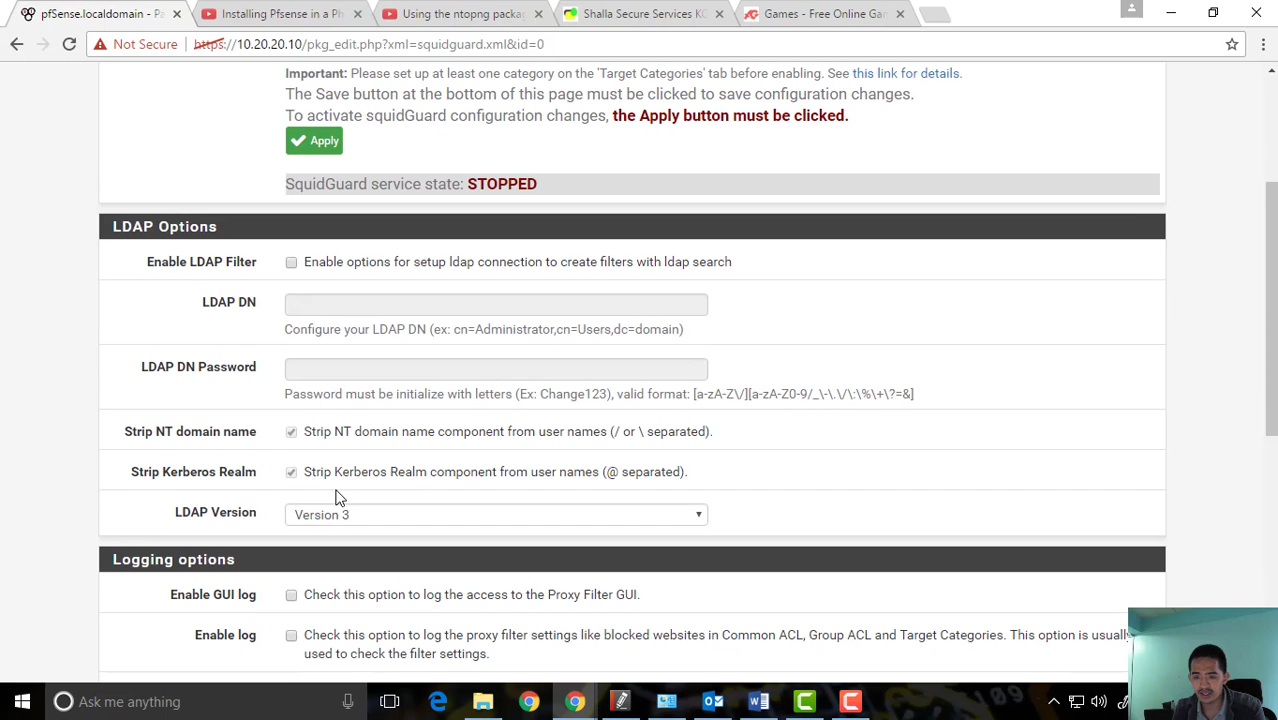 pfSense.localdomain - Pa
Installing Pfsense in a Ph
Using the ntopng packag
Shalla Secure Services KG
Games - Free Online Gam
Not Secure
https://10.20.20.10/pkg_edit.php?xml=squidguard.xml&id=0
Important: Please set up at least one category on the 'Target Categories' tab before enabling. See this link for details.
The Save button at the bottom of this page must be clicked to save configuration changes.
To activate squidGuard configuration changes, the Apply button must be clicked.
Apply
SquidGuard service state: STOPPED
LDAP Options
Enable LDAP Filter
Enable options for setup ldap connection to create filters with ldap search
LDAP DN
Configure your LDAP DN (ex: cn=Administrator,cn=Users,dc=domain)
LDAP DN Password
Password must be initialize with letters (Ex: Change123), valid format: [a-zA-Z\/][a-zA-Z0-9/_\-\.\/\:\%\+\?=&]
Strip NT domain name
Strip NT domain name component from user names (/ or \ separated).
Strip Kerberos Realm
Strip Kerberos Realm component from user names (@ separated).
LDAP Version
Version 3
Logging options
Enable GUI log
Check this option to log the access to the Proxy Filter GUI.
Enable log
Check this option to log the proxy filter settings like blocked websites in Common ACL, Group ACL and Target Categories. This option is usually
used to check the filter settings.
Ask me anything